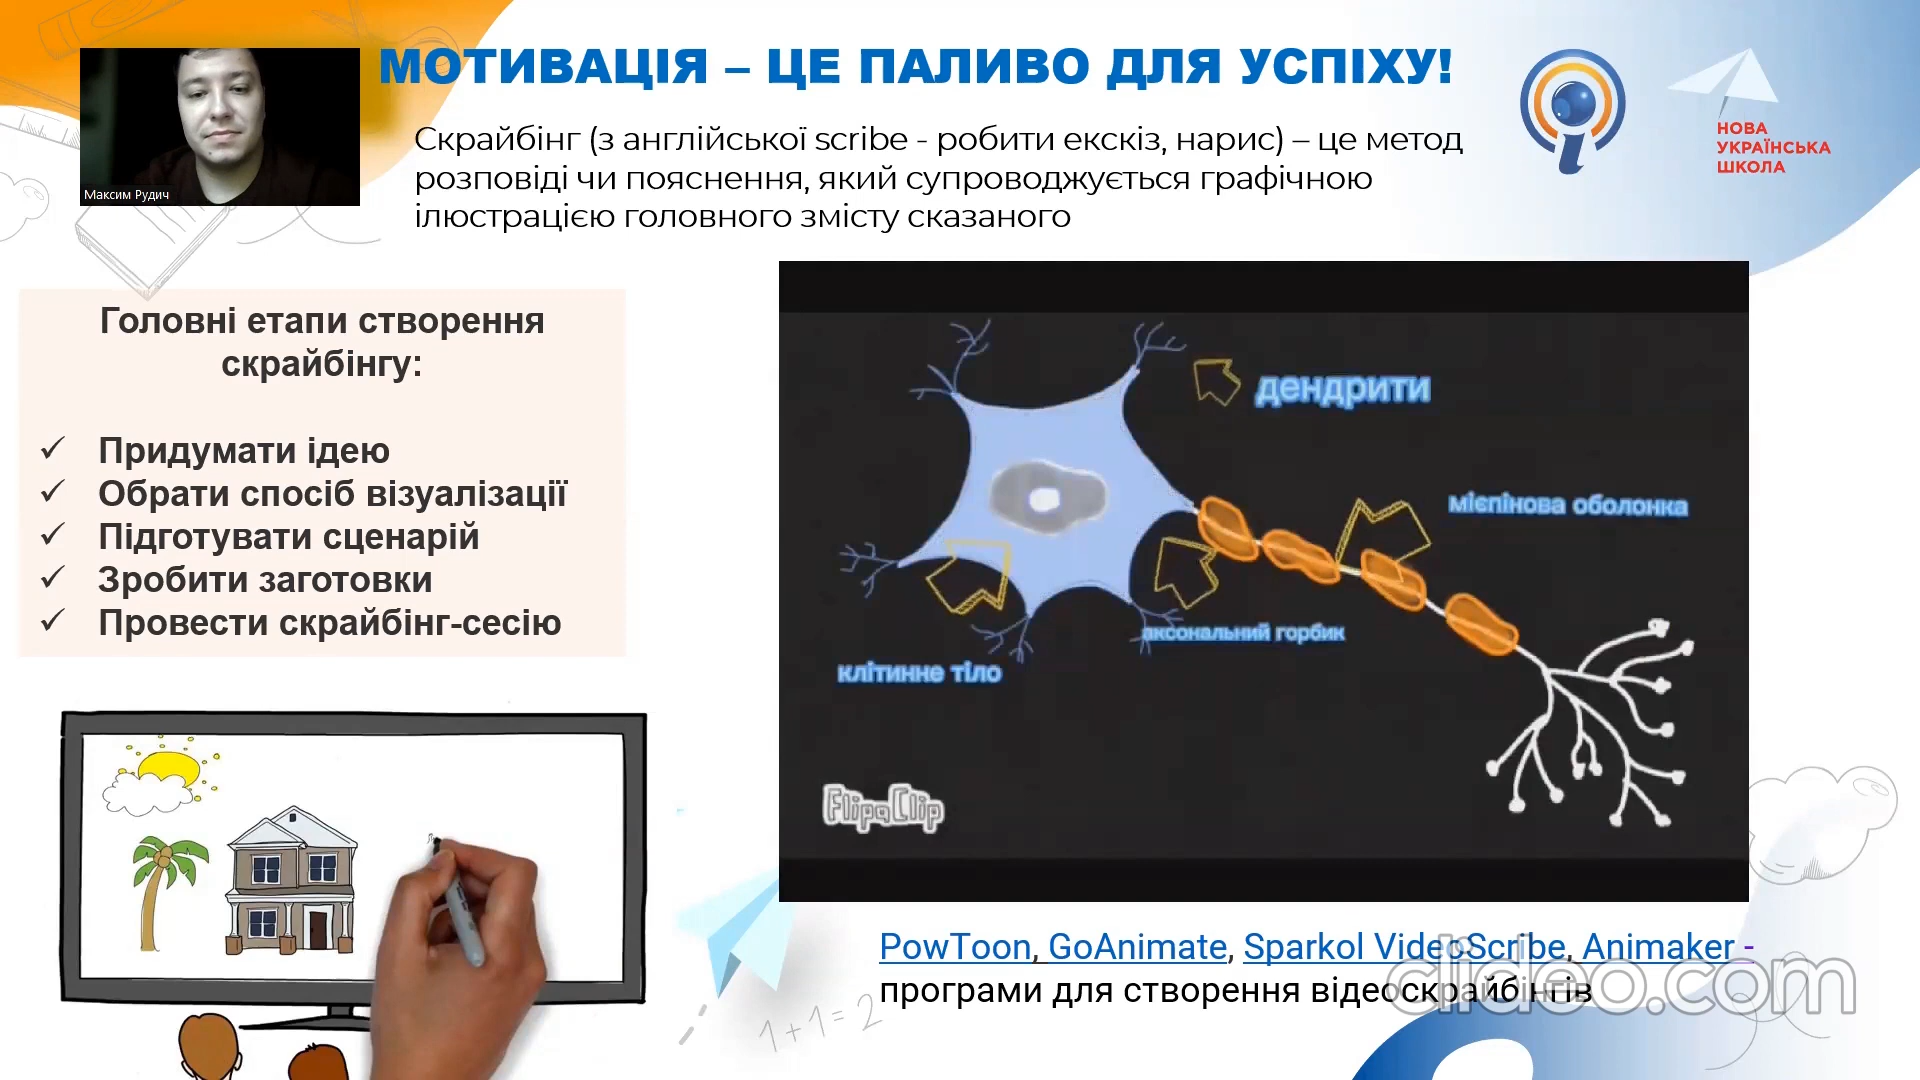 МОТИВАЦІЯ – ЦЕ ПАЛИВО ДЛЯ УСПІХУ!
Максим Рудич
Скрайбінг (з англійської scribe - робити ескіз, нарис) – це метод
розповіді чи пояснення, який супроводжується графічною
ілюстрацією головного змісту сказаного
НОВА
УКРАЇНСЬКА
ШКОЛА
Головні етапи створення
скрайбінгу:
✓ Придумати ідею
✓ Обрати спосіб візуалізації
✓ Підготувати сценарій
✓ Зробити заготовки
✓ Провести скрайбінг-сесію
дендрити
мієлінова оболонка
аксональний горбик
клітинне тіло
FlipaClip
PowToon, GoAnimate, Sparkol VideoScribe, Animaker -
програми для створення відеоскрайбінгів
clideo.com
1+1=2